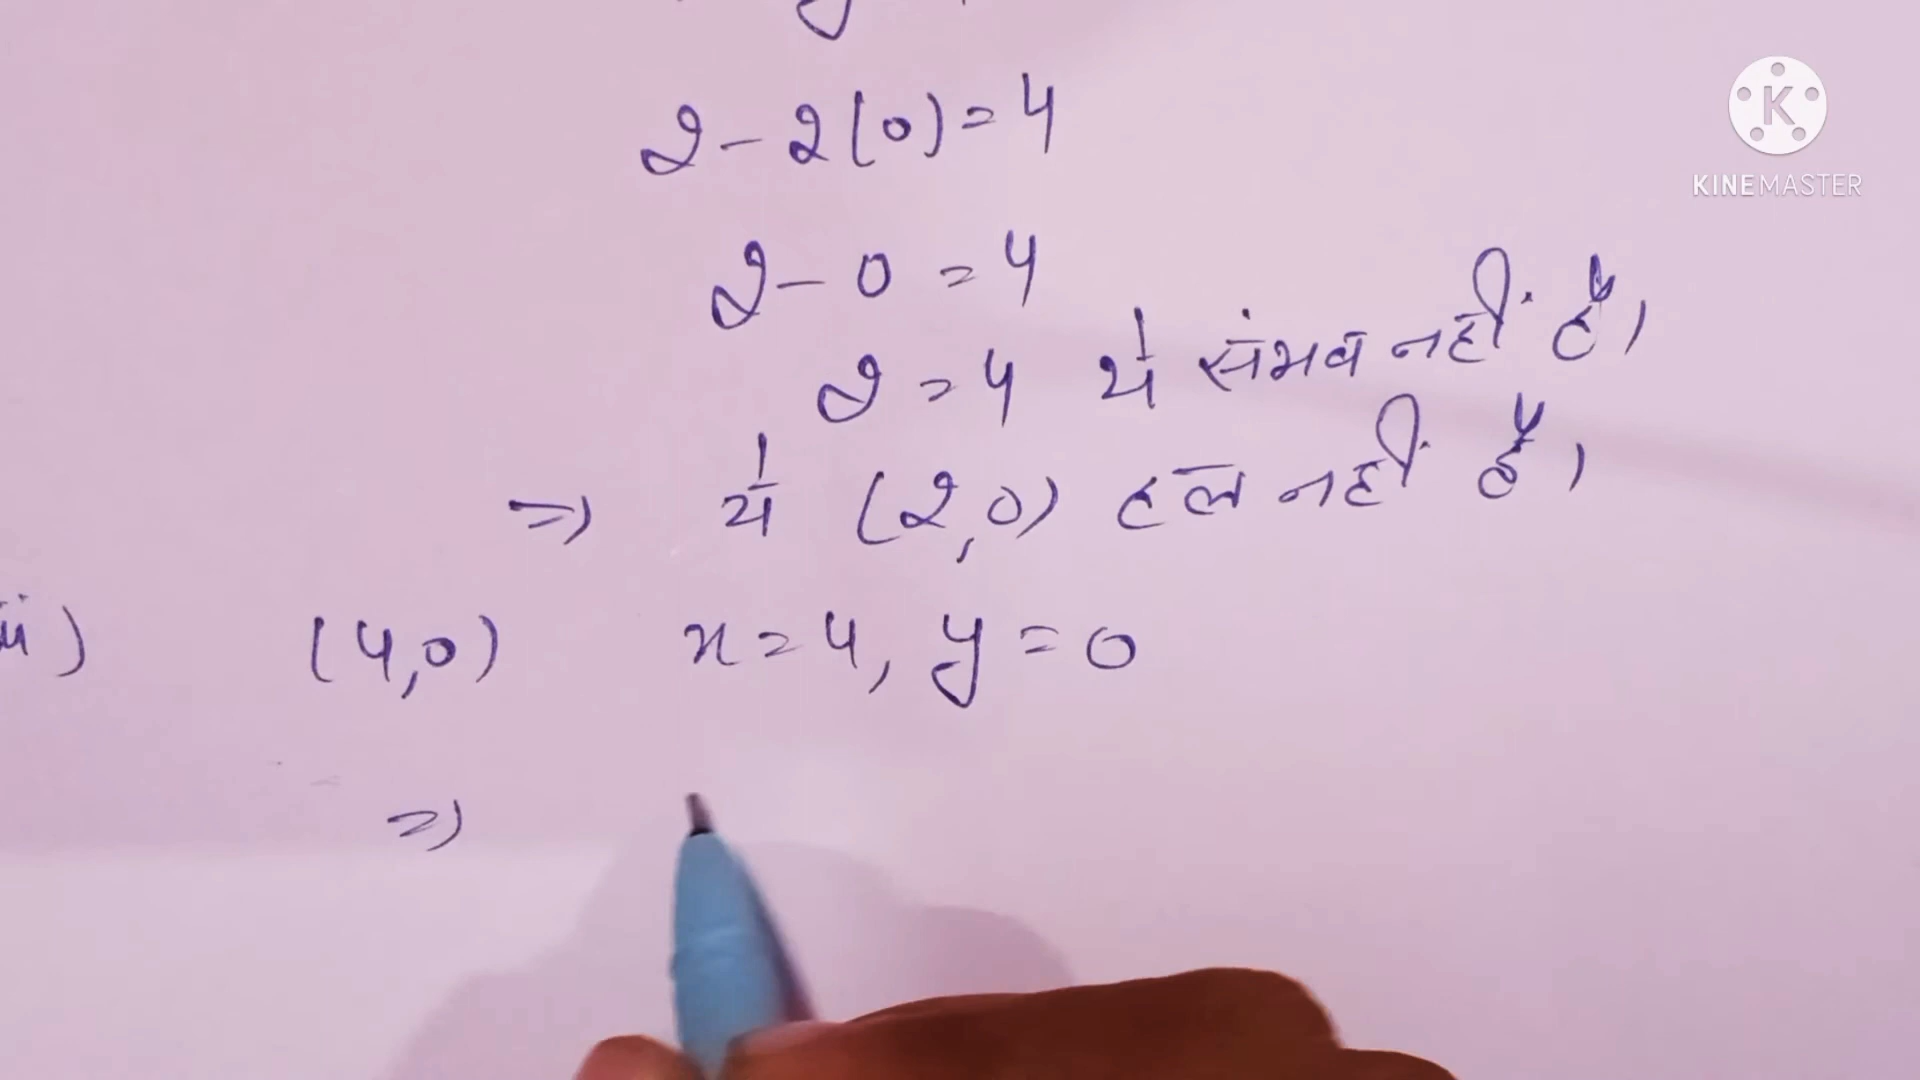 2 - 2(0) = 4
2 - 0 = 4
2 = 4 ये संभव नहीं है।
=> ये (2,0) हल नहीं है।
iii) (4,0) x = 4, y = 0
=>
K
KINEMASTER